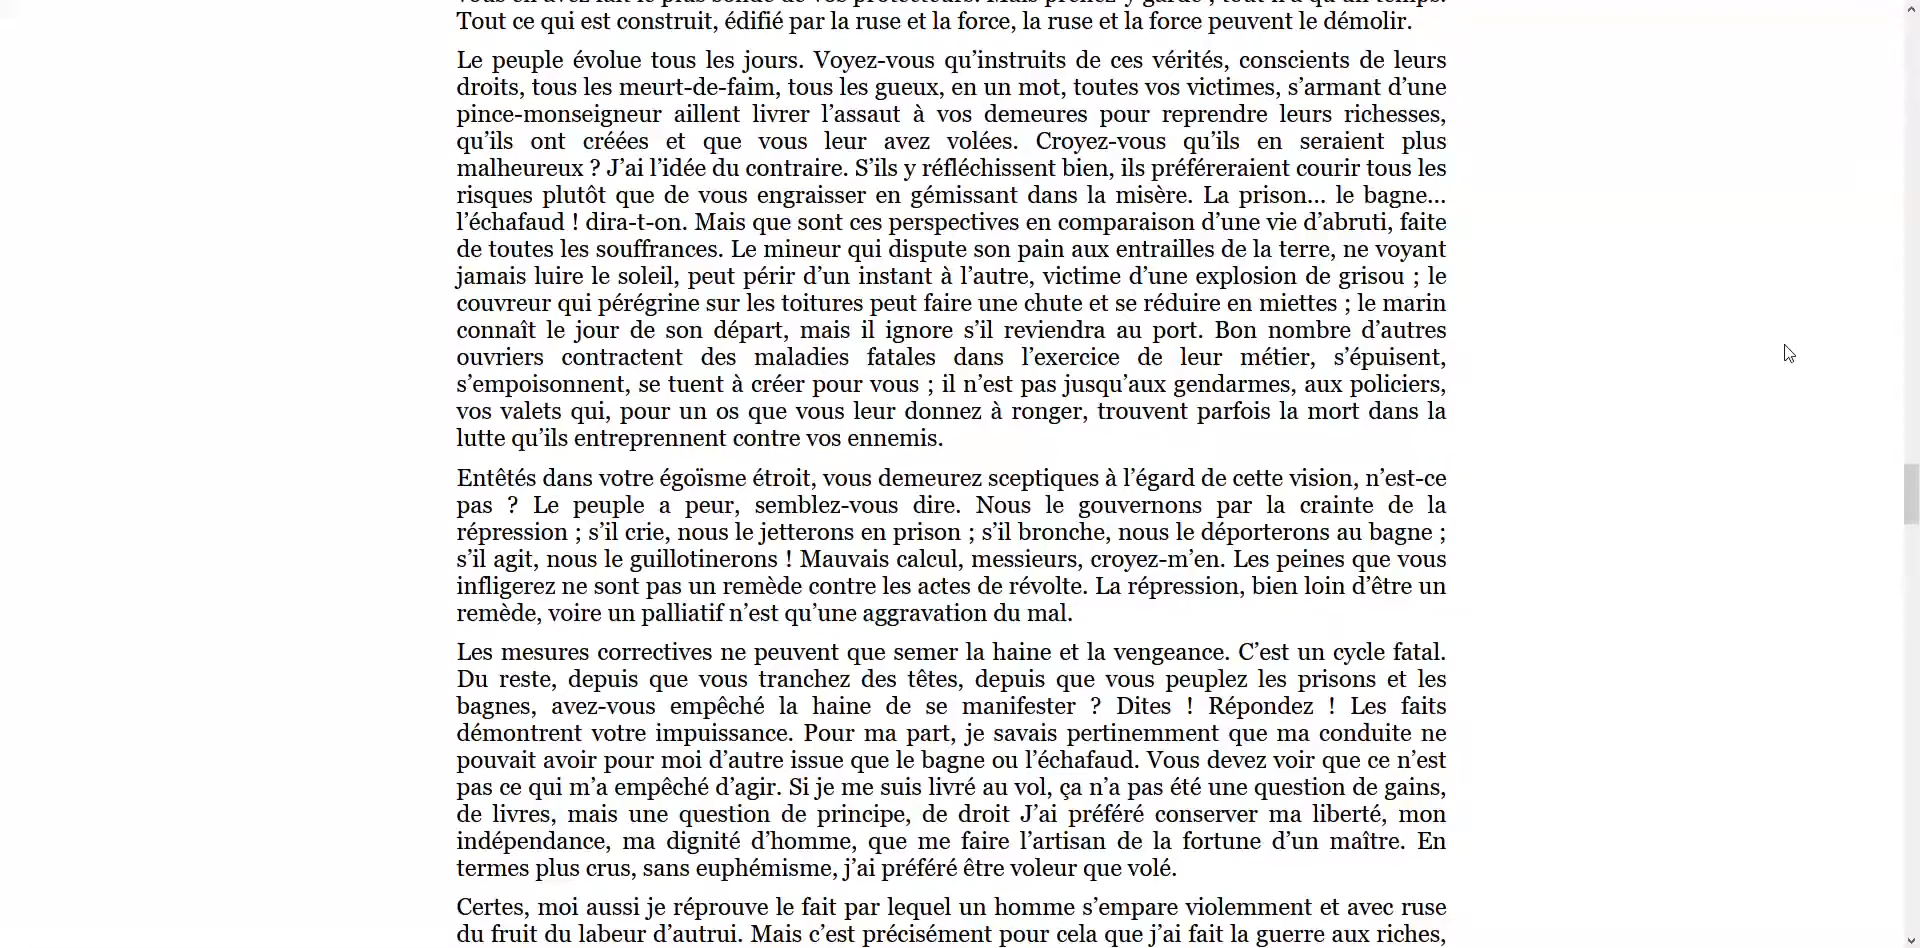 Tout ce qui est construit, édifié par la ruse et la force, la ruse et la force peuvent le démolir.
Le peuple évolue tous les jours. Voyez-vous qu’instruits de ces vérités, conscients de leurs
droits, tous les meurt-de-faim, tous les gueux, en un mot, toutes vos victimes, s’armant d’une
pince-monseigneur aillent livrer l’assaut à vos demeures pour reprendre leurs richesses,
qu’ils ont créées et que vous leur avez volées. Croyez-vous qu’ils en seraient plus
malheureux ? J’ai l’idée du contraire. S’ils y réfléchissent bien, ils préféreraient courir tous les
risques plutôt que de vous engraisser en gémissant dans la misère. La prison... le bagne...
l’échafaud ! dira-t-on. Mais que sont ces perspectives en comparaison d’une vie d’abruti, faite
de toutes les souffrances. Le mineur qui dispute son pain aux entrailles de la terre, ne voyant
jamais luire le soleil, peut périr d’un instant à l’autre, victime d’une explosion de grisou ; le
couvreur qui pérégrine sur les toitures peut faire une chute et se réduire en miettes ; le marin
connaît le jour de son départ, mais il ignore s’il reviendra au port. Bon nombre d’autres
ouvriers contractent des maladies fatales dans l’exercice de leur métier, s’épuisent,
s’empoisonnent, se tuent à créer pour vous ; il n’est pas jusqu’aux gendarmes, aux policiers,
vos valets qui, pour un os que vous leur donnez à ronger, trouvent parfois la mort dans la
lutte qu’ils entreprennent contre vos ennemis.
Entêtés dans votre égoïsme étroit, vous demeurez sceptiques à l’égard de cette vision, n’est-ce
pas ? Le peuple a peur, semblez-vous dire. Nous le gouvernons par la crainte de la
répression ; s’il crie, nous le jetterons en prison ; s’il bronche, nous le déporterons au bagne ;
s’il agit, nous le guillotinerons ! Mauvais calcul, messieurs, croyez-m’en. Les peines que vous
infligerez ne sont pas un remède contre les actes de révolte. La répression, bien loin d’être un
remède, voire un palliatif n’est qu’une aggravation du mal.
Les mesures correctives ne peuvent que semer la haine et la vengeance. C’est un cycle fatal.
Du reste, depuis que vous tranchez des têtes, depuis que vous peuplez les prisons et les
bagnes, avez-vous empêché la haine de se manifester ? Dites ! Répondez ! Les faits
démontrent votre impuissance. Pour ma part, je savais pertinemment que ma conduite ne
pouvait avoir pour moi d’autre issue que le bagne ou l’échafaud. Vous devez voir que ce n’est
pas ce qui m’a empêché d’agir. Si je me suis livré au vol, ça n’a pas été une question de gains,
de livres, mais une question de principe, de droit J’ai préféré conserver ma liberté, mon
indépendance, ma dignité d’homme, que me faire l’artisan de la fortune d’un maître. En
termes plus crus, sans euphémisme, j’ai préféré être voleur que volé.
Certes, moi aussi je réprouve le fait par lequel un homme s’empare violemment et avec ruse
du fruit du labeur d’autrui. Mais c’est précisément pour cela que j’ai fait la guerre aux riches,